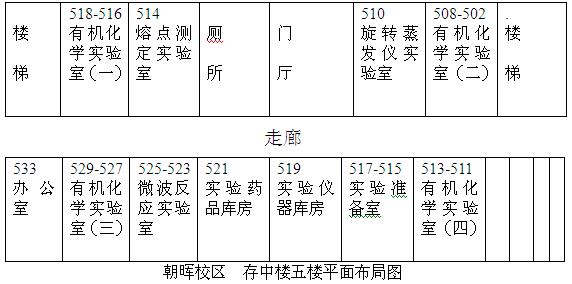 楼
梯
518-516
有机化
学实验
室（一）
514
熔点测
定实验
室
厕
所
门
厅
510
旋转蒸
发仪实
验室
508-502
有机化
学实验
室（二）
.
楼
梯
走廊
533
办公
室
529-527
有机化
学实验
室（三）
525-523
微波反
应实验
室
521
实验药
品库房
519
实验仪
器库房
517-515
实验准
备室
513-511
有机化
学实验
室（四）
朝晖校区 存中楼五楼平面布局图